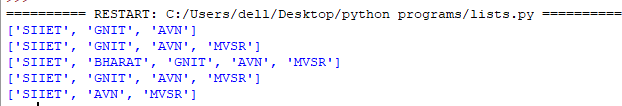 ========== RESTART: C:/Users/dell/Desktop/python programs/lists.py ==========
['SIIET', 'GNIT', 'AVN']
['SIIET', 'GNIT', 'AVN', 'MVSR']
['SIIET', 'BHARAT', 'GNIT', 'AVN', 'MVSR']
['SIIET', 'GNIT', 'AVN', 'MVSR']
['SIIET', 'AVN', 'MVSR']